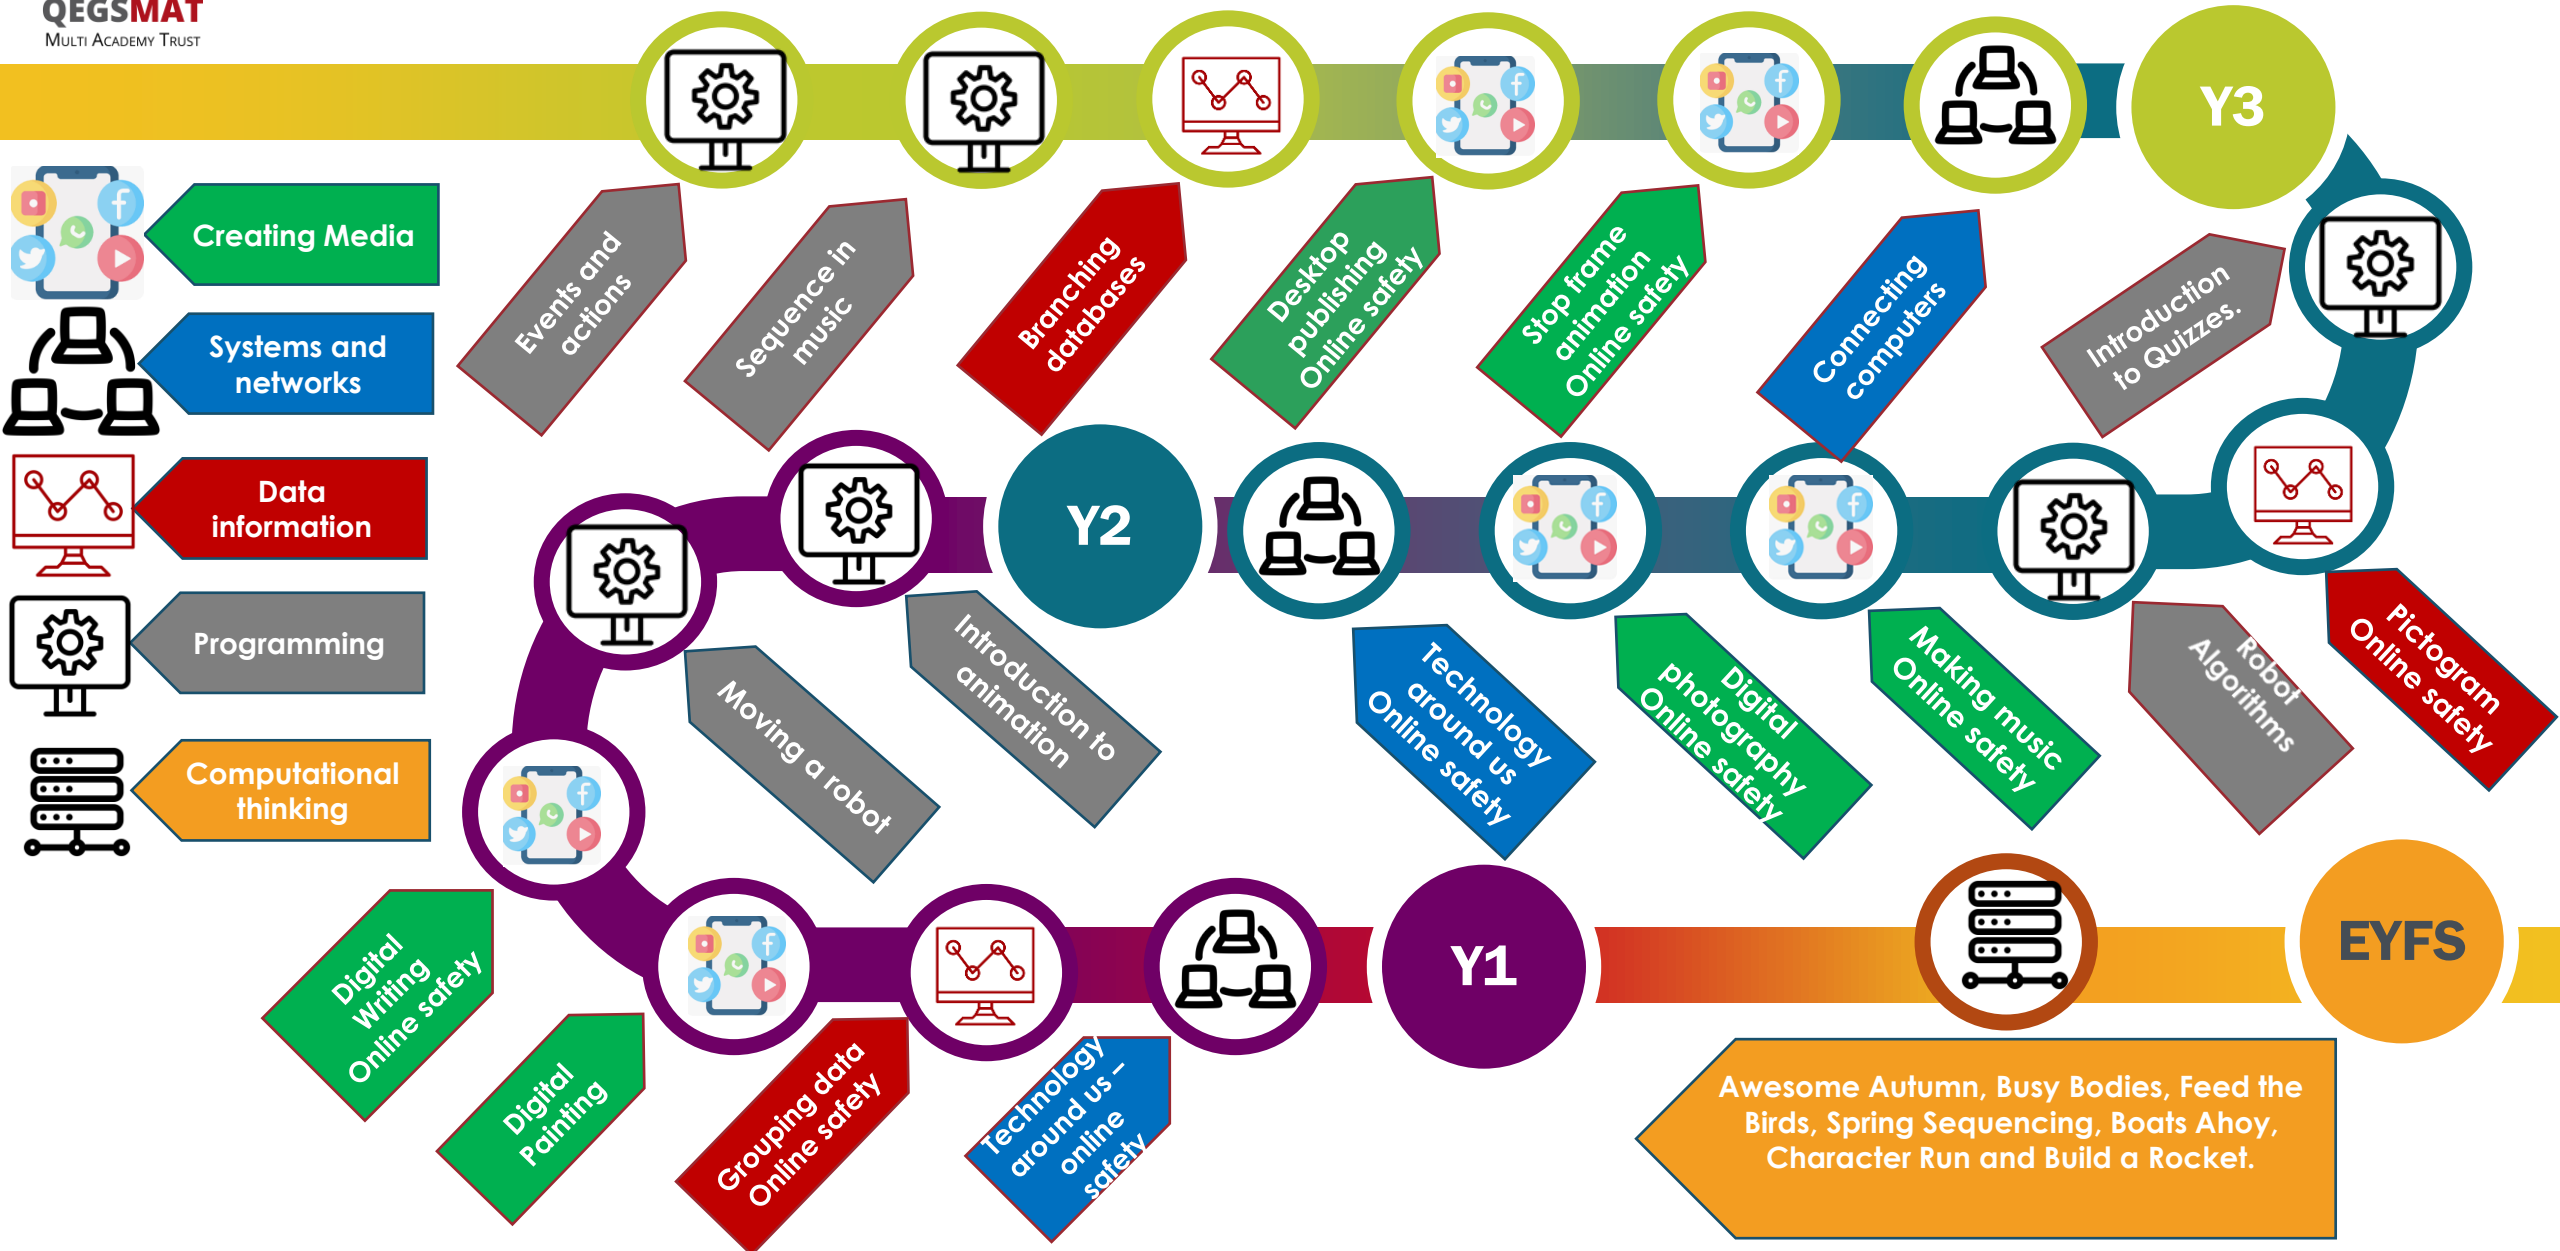 QEGSMAT
MULTI ACADEMY TRUST
Y3
Creating Media
Systems and
networks
Data
information
Programming
Computational
thinking
Events and
actions
Sequence in
music
Branching
databases
Desktop
publishing
Online safety
Stop frame
animation
Online safety
Connecting
computers
Introduction
to Quizzes.
Y2
Moving a robot
Introduction to
animation
Technology
around us
Online safety
Digital
photography
Online safety
Making music
Online safety
Robot
Algorithms
Pictogram
Online safety
Digital
Writing
Online safety
Digital
Painting
Grouping data
Online safety
Technology
around us –
online
safety
Y1
EYFS
Awesome Autumn, Busy Bodies, Feed the
Birds, Spring Sequencing, Boats Ahoy,
Character Run and Build a Rocket.